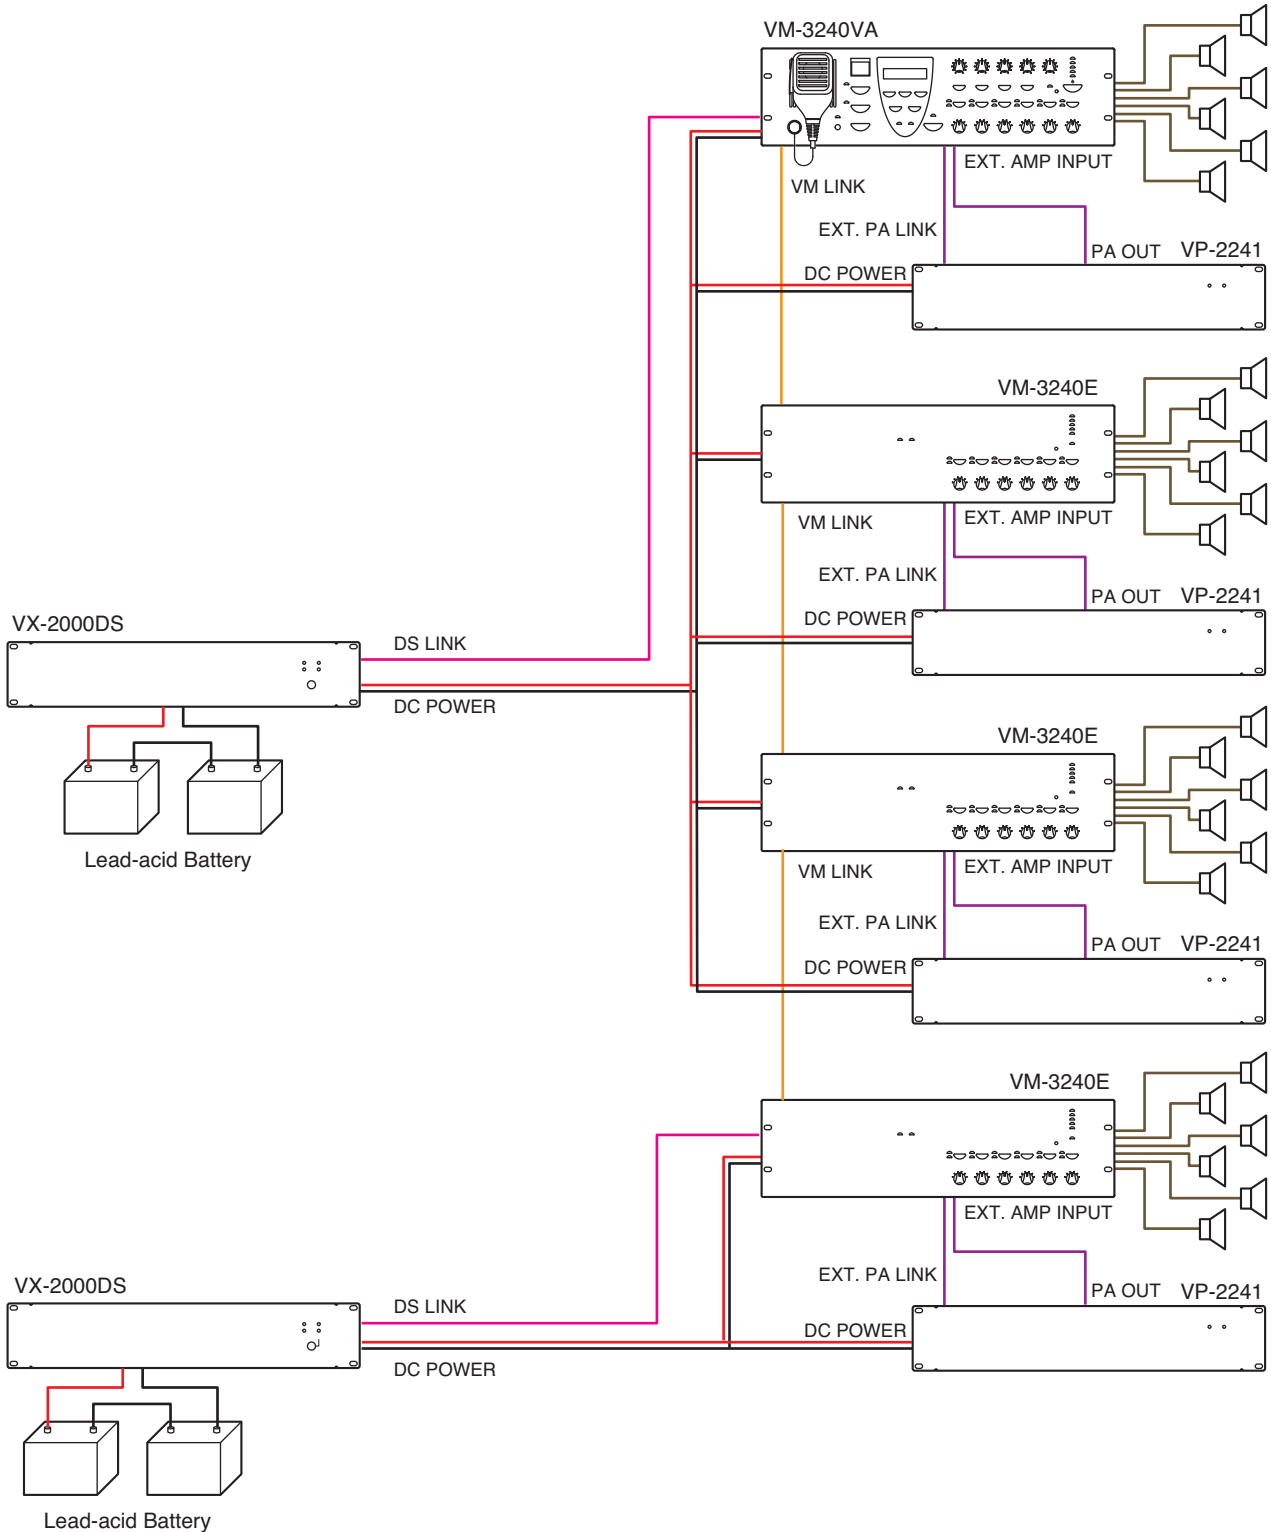 VM-3240VA
EXT. AMP INPUT
VM LINK
EXT. PA LINK
PA OUT VP-2241
DC POWER
VM-3240E
EXT. AMP INPUT
VM LINK
EXT. PA LINK
PA OUT VP-2241
DC POWER
VX-2000DS
DS LINK
DC POWER
Lead-acid Battery
VM-3240E
EXT. AMP INPUT
VM LINK
EXT. PA LINK
PA OUT VP-2241
DC POWER
VM-3240E
EXT. AMP INPUT
EXT. PA LINK
PA OUT VP-2241
DC POWER
VX-2000DS
DS LINK
DC POWER
Lead-acid Battery